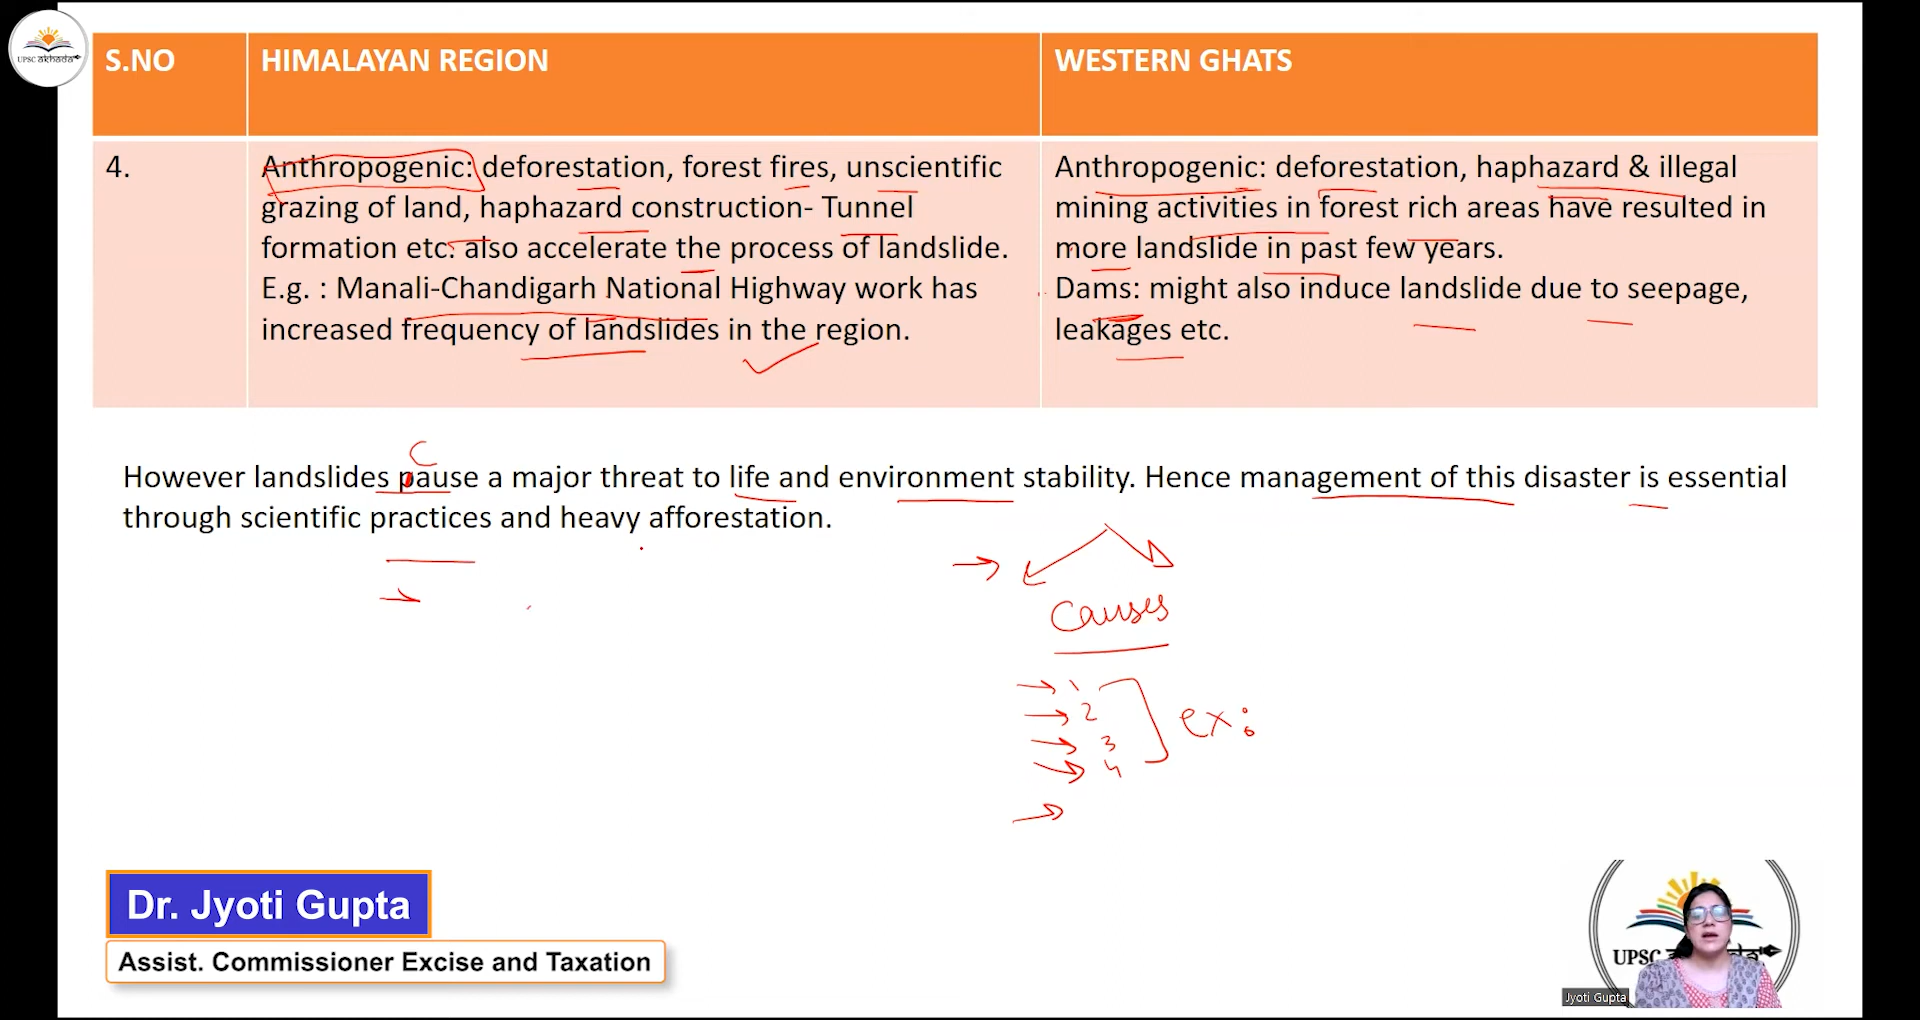 UPSC akhada
S.NO
HIMALAYAN REGION
WESTERN GHATS
4.
Anthropogenic: deforestation, forest fires, unscientific
grazing of land, haphazard construction- Tunnel
formation etc. also accelerate the process of landslide.
E.g. : Manali-Chandigarh National Highway work has
increased frequency of landslides in the region.
Anthropogenic: deforestation, haphazard & illegal
mining activities in forest rich areas have resulted in
more landslide in past few years.
Dams: might also induce landslide due to seepage,
leakages etc.
C
However landslides pause a major threat to life and environment stability. Hence management of this disaster is essential
through scientific practices and heavy afforestation.
Causes
1
2
3
4
ex:
Dr. Jyoti Gupta
Assist. Commissioner Excise and Taxation
UPSC
Jyoti Gupta